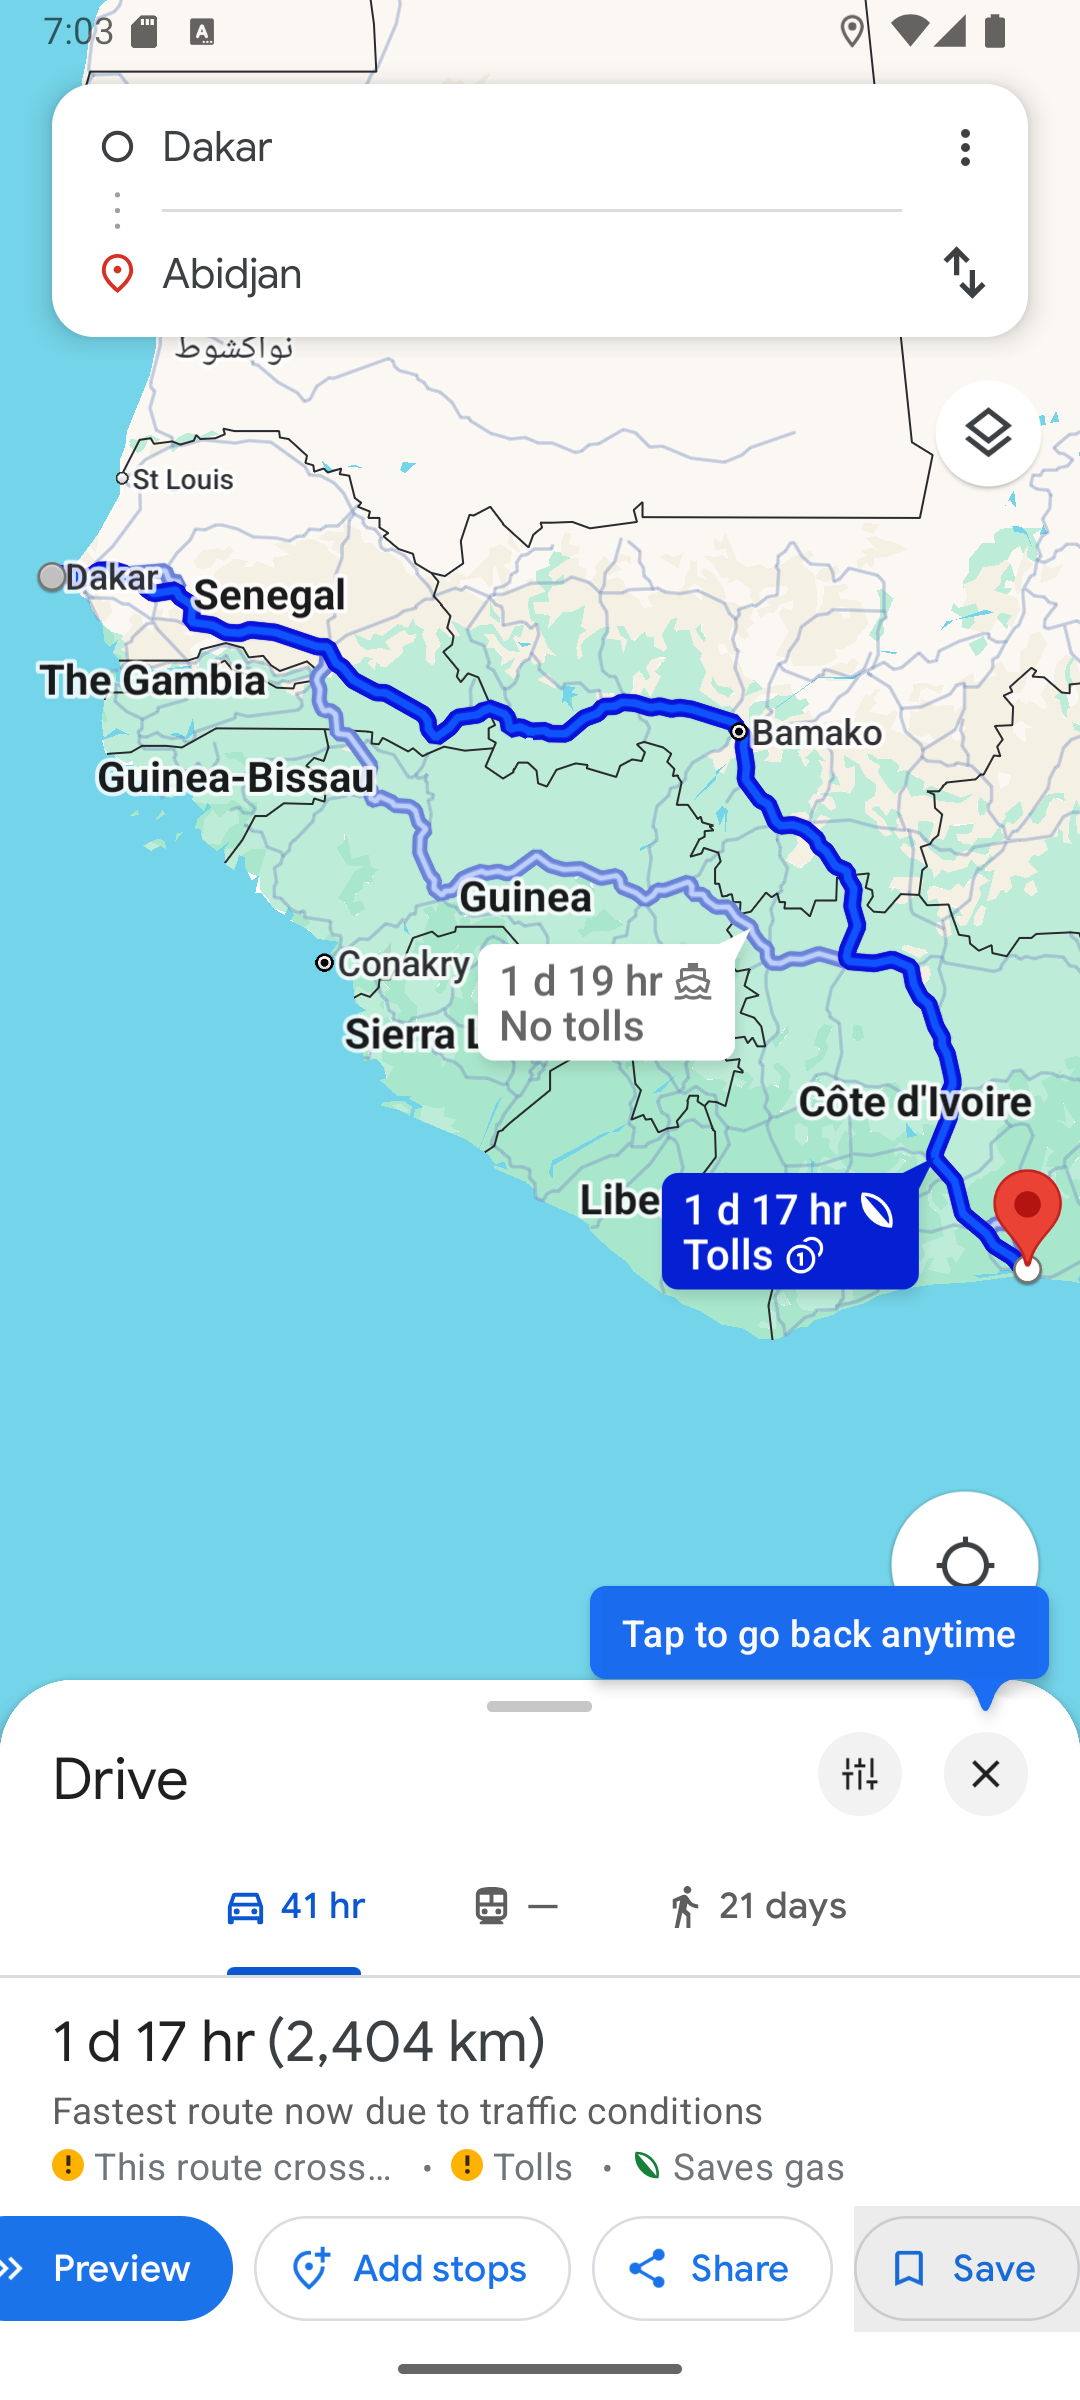 7:03
Dakar
Abidjan
نواكشوط
St Louis
Dakar
Senegal
The Gambia
Bamako
Guinea-Bissau
Guinea
Conakry
1 d 19 hr
No tolls
Sierra L
Côte d'Ivoire
Libe
1 d 17 hr
Tolls
Tap to go back anytime
Drive
41 hr
—
21 days
1 d 17 hr (2,404 km)
Fastest route now due to traffic conditions
This route cross... • Tolls • Saves gas
Preview
Add stops
Share
Save